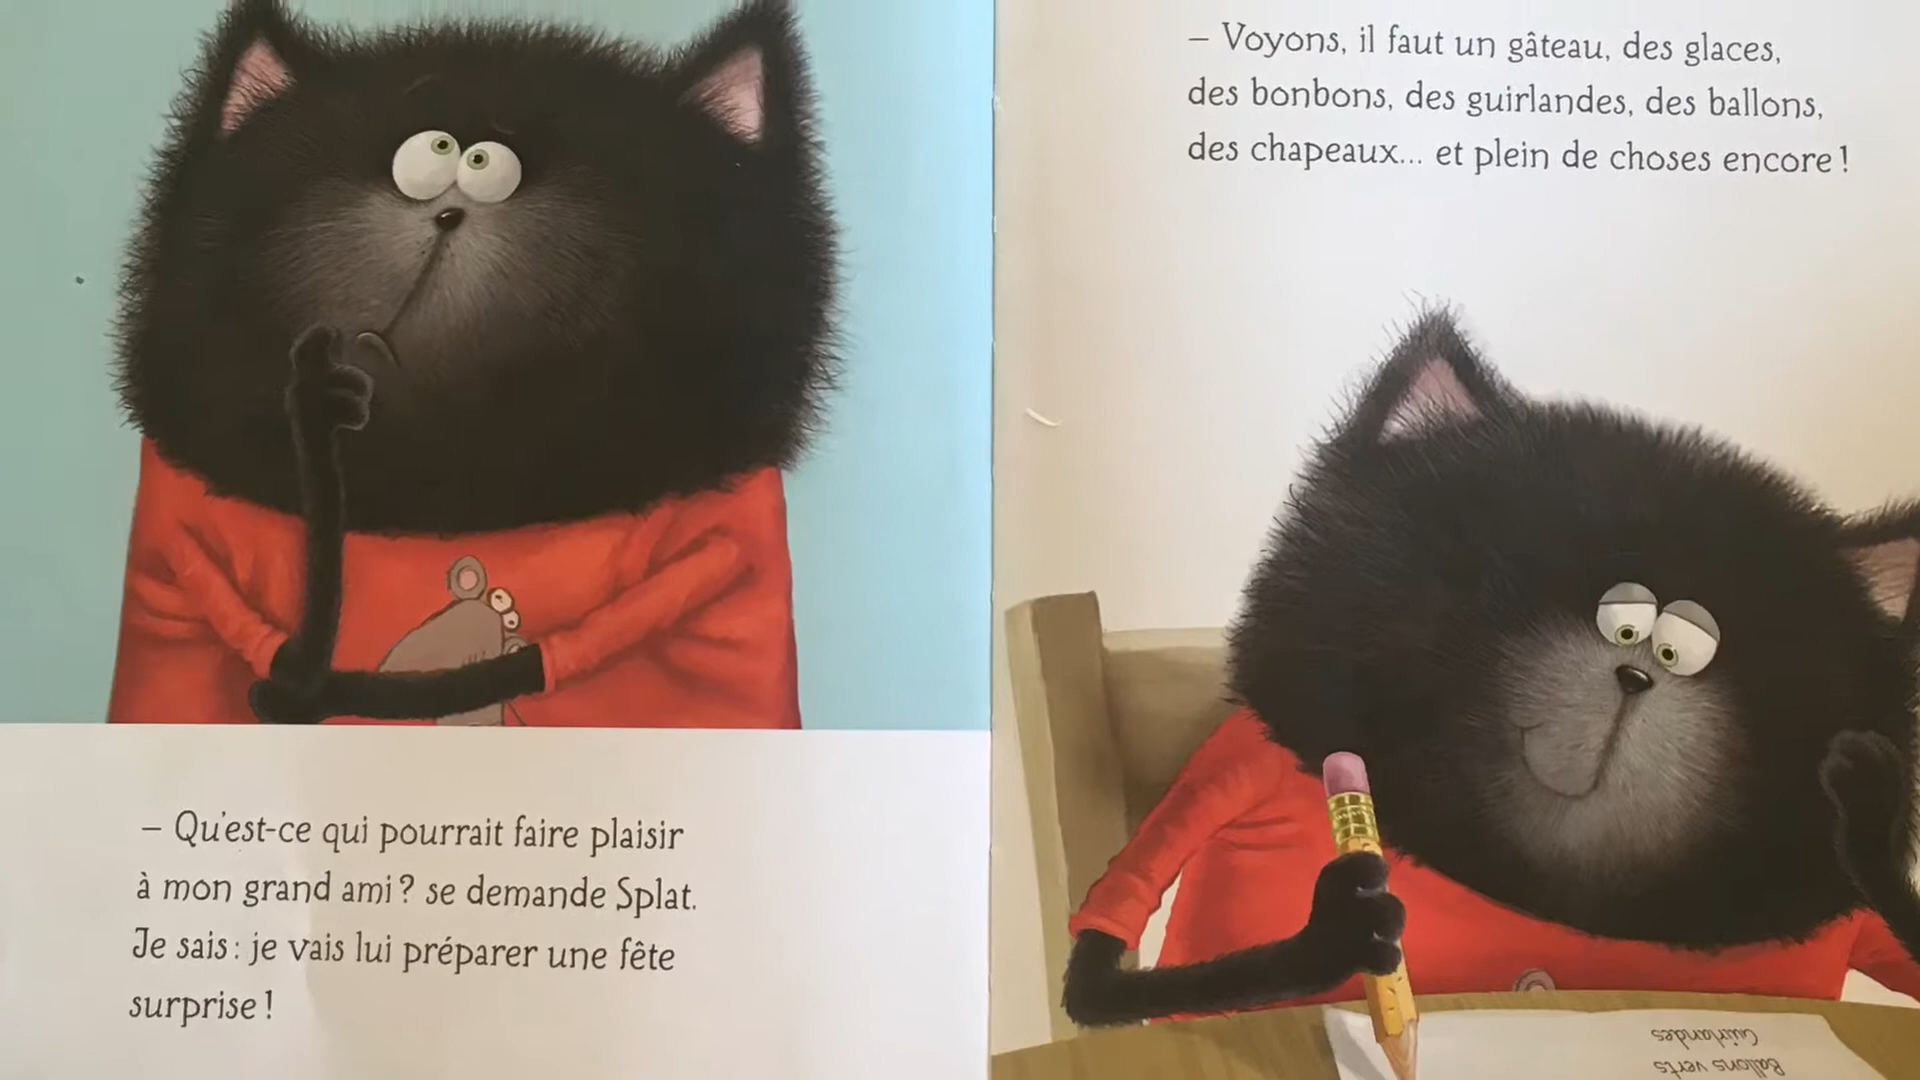 – Qu'est-ce qui pourrait faire plaisir
à mon grand ami ? se demande Splat.
Je sais : je vais lui préparer une fête
surprise !
– Voyons, il faut un gâteau, des glaces,
des bonbons, des guirlandes, des ballons,
des chapeaux... et plein de choses encore !
Ballons verts
Guirlandes